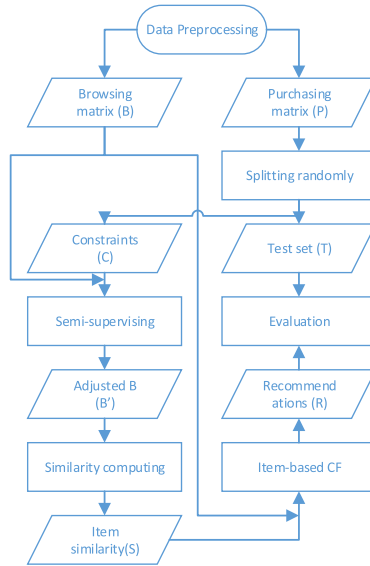 Data Preprocessing
Browsing
matrix (B)
Purchasing
matrix (P)
Splitting randomly
Constraints
(C)
Test set (T)
Semi-supervising
Evaluation
Adjusted B
(B’)
Recommend
ations (R)
Similarity computing
Item-based CF
Item
similarity(S)